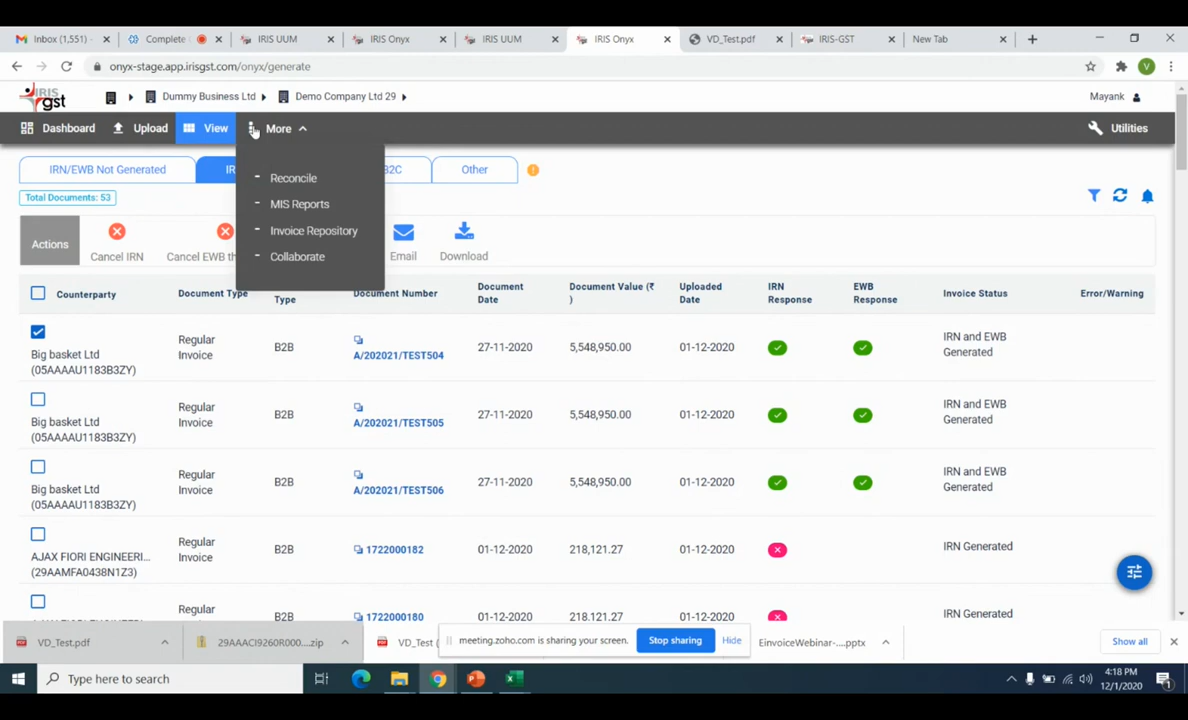 Inbox (1,551) -
Complete
IRIS UUM
IRIS Onyx
IRIS UUM
IRIS Onyx
VD_Test.pdf
IRIS-GST
New Tab
onyx-stage.app.irisgst.com/onyx/generate
V
IRIS gst
Dummy Business Ltd
Demo Company Ltd 29
Mayank
Dashboard
Upload
View
More
Utilities
Reconcile
MIS Reports
Invoice Repository
Collaborate
IRN/EWB Not Generated
IR
B2C
Other
Total Documents: 53
Actions
Cancel IRN
Cancel EWB th
Email
Download
Counterparty
Document Type
Type
Document Number
Document Date
Document Value (₹ )
Uploaded Date
IRN Response
EWB Response
Invoice Status
Error/Warning
Big basket Ltd (05AAAAU1183B3ZY)
Regular Invoice
B2B
A/202021/TEST504
27-11-2020
5,548,950.00
01-12-2020
IRN and EWB Generated
Big basket Ltd (05AAAAU1183B3ZY)
Regular Invoice
B2B
A/202021/TEST505
27-11-2020
5,548,950.00
01-12-2020
IRN and EWB Generated
Big basket Ltd (05AAAAU1183B3ZY)
Regular Invoice
B2B
A/202021/TEST506
27-11-2020
5,548,950.00
01-12-2020
IRN and EWB Generated
AJAX FIORI ENGINEERI... (29AAMFA0438N1Z3)
Regular Invoice
B2B
1722000182
01-12-2020
218,121.27
01-12-2020
IRN Generated
Regular
B2B
1722000180
01-12-2020
218,121.27
01-12-2020
IRN Generated
VD_Test.pdf
29AAACI9260R000....zip
VD_Test (
meeting.zoho.com is sharing your screen.
Stop sharing
Hide
EinvoiceWebinar-....pptx
Show all
Type here to search
4:18 PM
12/1/2020
1